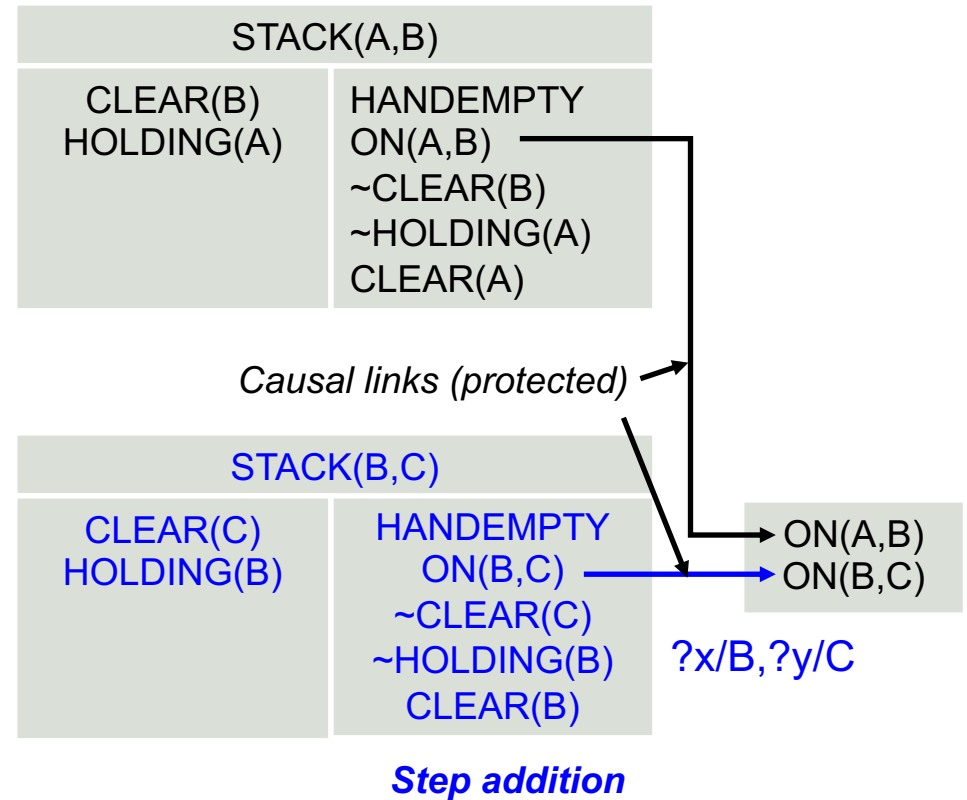 STACK(A,B)
CLEAR(B)
HOLDING(A)
HANDEMPTY
ON(A,B)
~CLEAR(B)
~HOLDING(A)
CLEAR(A)
Causal links (protected)
STACK(B,C)
CLEAR(C)
HOLDING(B)
HANDEMPTY
ON(B,C)
~CLEAR(C)
~HOLDING(B)
CLEAR(B)
ON(A,B)
ON(B,C)
?x/B,?y/C
Step addition